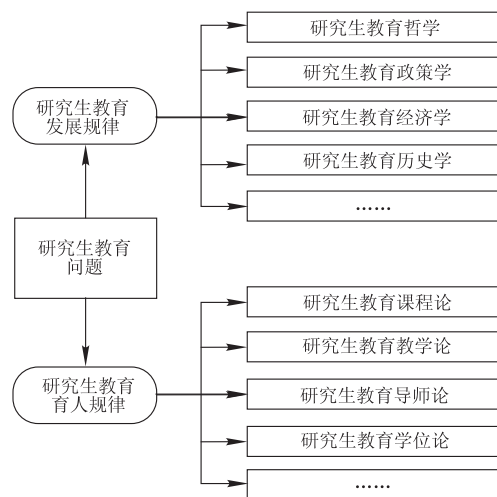 研究生教育哲学
研究生教育政策学
研究生教育
发展规律
研究生教育经济学
研究生教育历史学
……
研究生教育
问题
研究生教育课程论
研究生教育教学论
研究生教育
育人规律
研究生教育导师论
研究生教育学位论
……